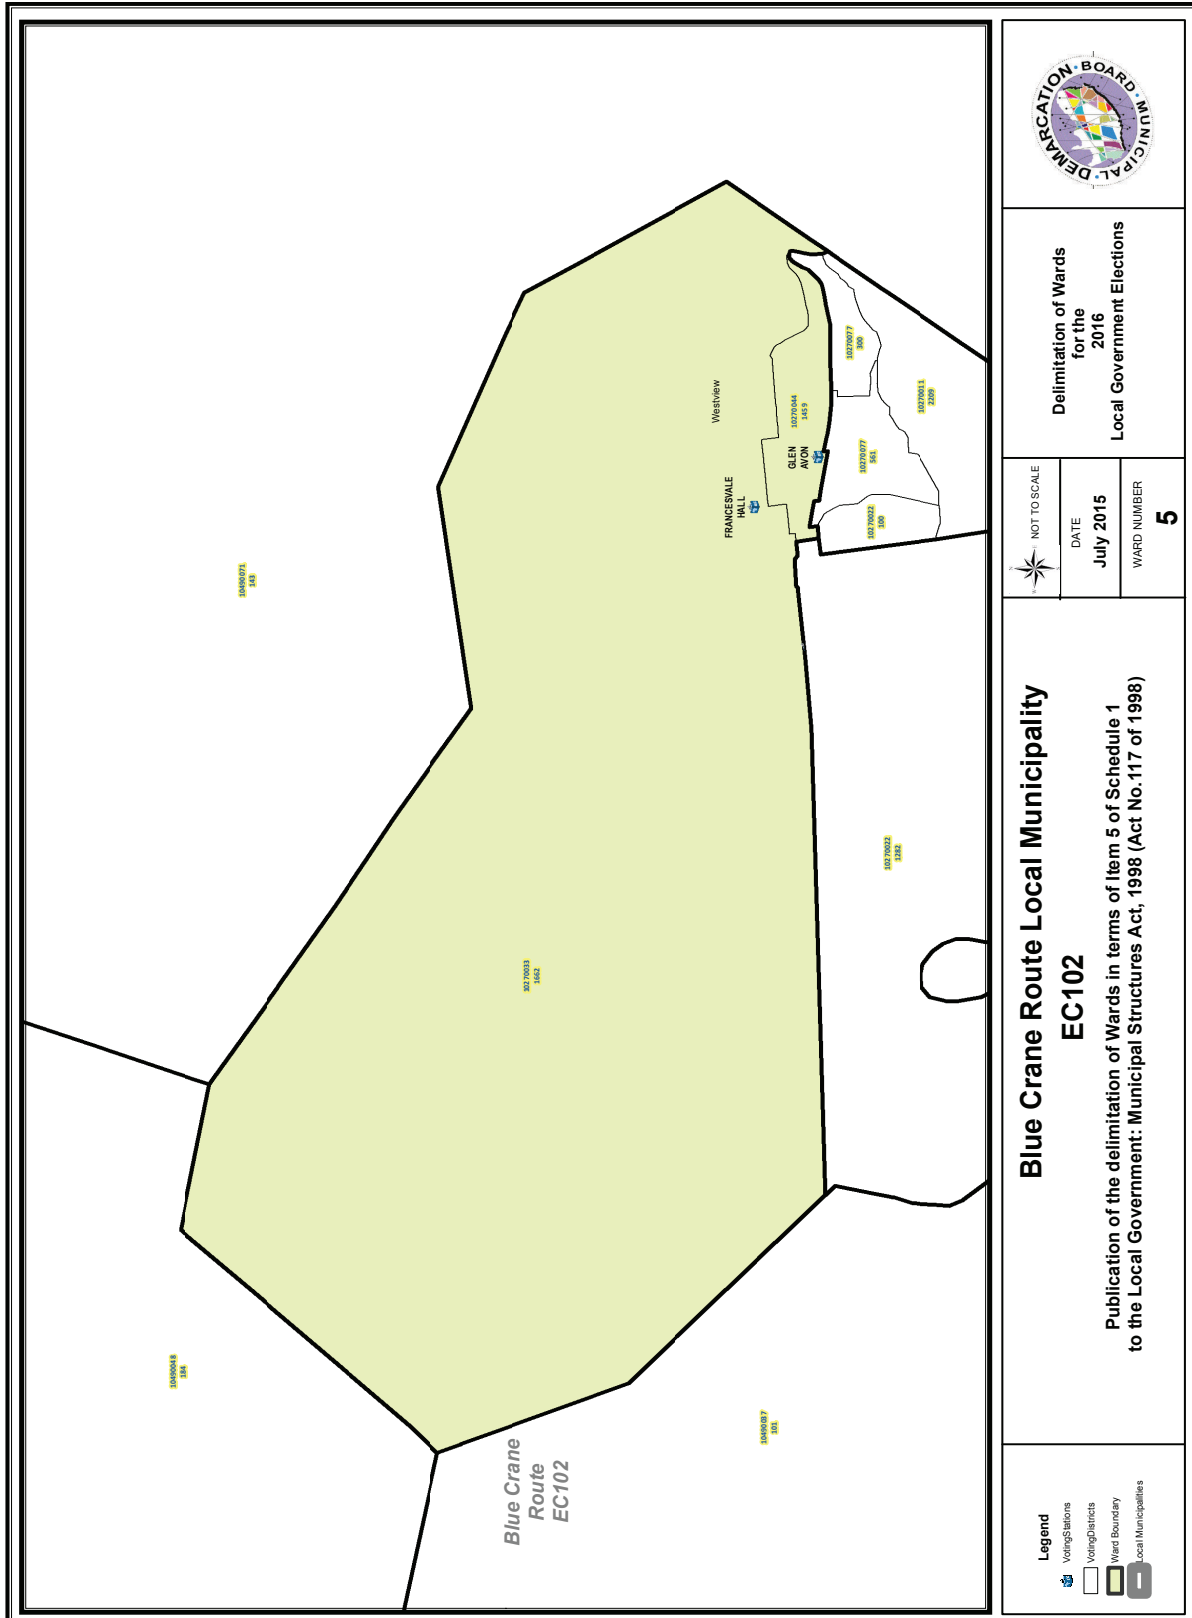 10490071
143
Westview
10270044
1459
GLEN
AVON
FRANCESVALE
HALL
10270077
300
10270011
2209
10270077
561
10270022
100
10270022
1282
10270033
1662
10490048
184
10490037
101
Blue Crane
Route
EC102
Legend
VotingStations
VotingDistricts
Ward Boundary
Local Municipalities
Blue Crane Route Local Municipality
EC102
Publication of the delimitation of Wards in terms of Item 5 of Schedule 1
to the Local Government: Municipal Structures Act, 1998 (Act No.117 of 1998)
NOT TO SCALE
DATE
July 2015
WARD NUMBER
5
Delimitation of Wards
for the
2016
Local Government Elections
MUNICIPAL · DEMARCATION · BOARD ·